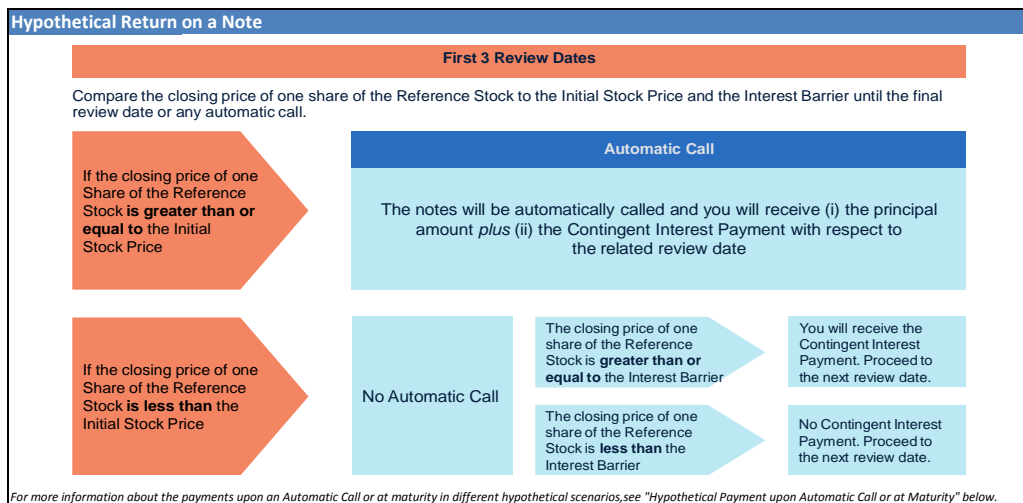 Hypothetical Return on a Note
First 3 Review Dates
Compare the closing price of one share of the Reference Stock to the Initial Stock Price and the Interest Barrier until the final
review date or any automatic call.
If the closing price of one
Share of the Reference
Stock is greater than or
equal to the Initial
Stock Price
Automatic Call
The notes will be automatically called and you will receive (i) the principal
amount plus (ii) the Contingent Interest Payment with respect to
the related review date
If the closing price of one
Share of the Reference
Stock is less than the
Initial Stock Price
No Automatic Call
The closing price of one
share of the Reference
Stock is greater than or
equal to the Interest Barrier
You will receive the
Contingent Interest
Payment. Proceed to
the next review date.
The closing price of one
share of the Reference
Stock is less than the
Interest Barrier
No Contingent Interest
Payment. Proceed to
the next review date.
For more information about the payments upon an Automatic Call or at maturity in different hypothetical scenarios,see "Hypothetical Payment upon Automatic Call or at Maturity" below.